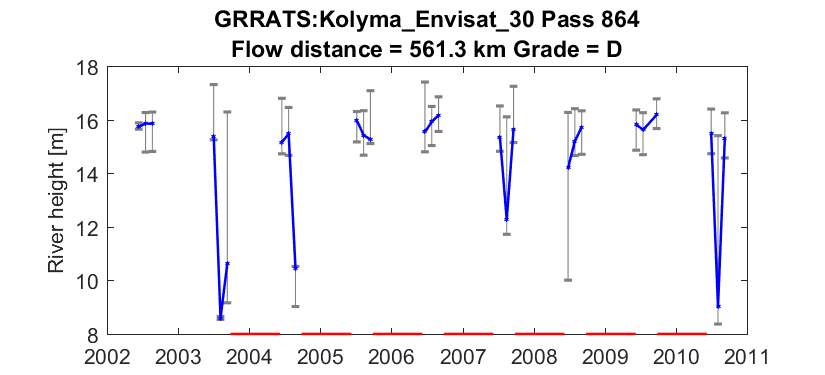 GRRATS:Kolyma_Envisat_30 Pass 864
Flow distance = 561.3 km Grade = D
River height [m]
18
16
14
12
10
8
2002 2003 2004 2005 2006 2007 2008 2009 2010 2011